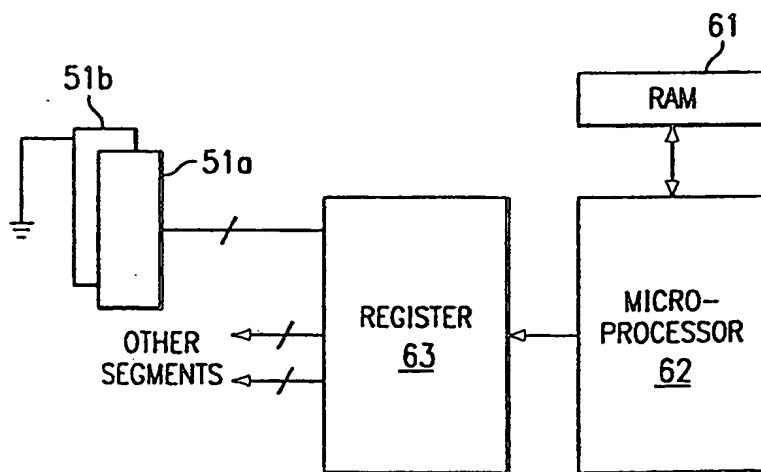 61
RAM
51b
51a
REGISTER
63
MICRO-
PROCESSOR
62
OTHER
SEGMENTS